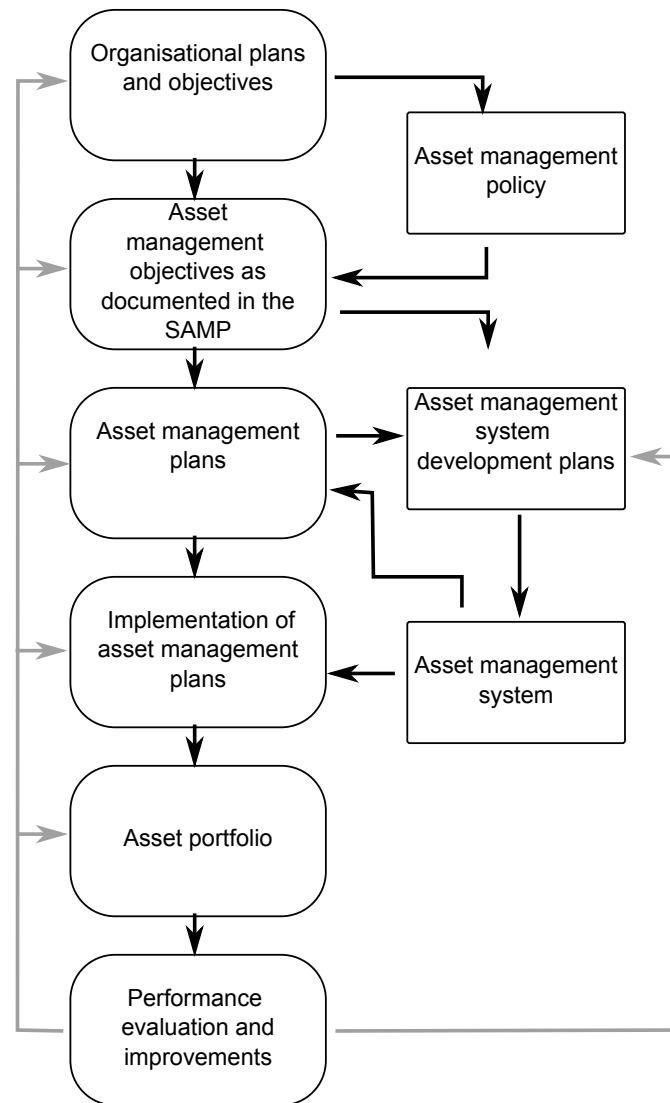 Organisational plans
and objectives
Asset management
policy
Asset
management
objectives as
documented in the
SAMP
Asset management
plans
Asset management
system
development plans
Implementation of
asset management
plans
Asset management
system
Asset portfolio
Performance
evaluation and
improvements